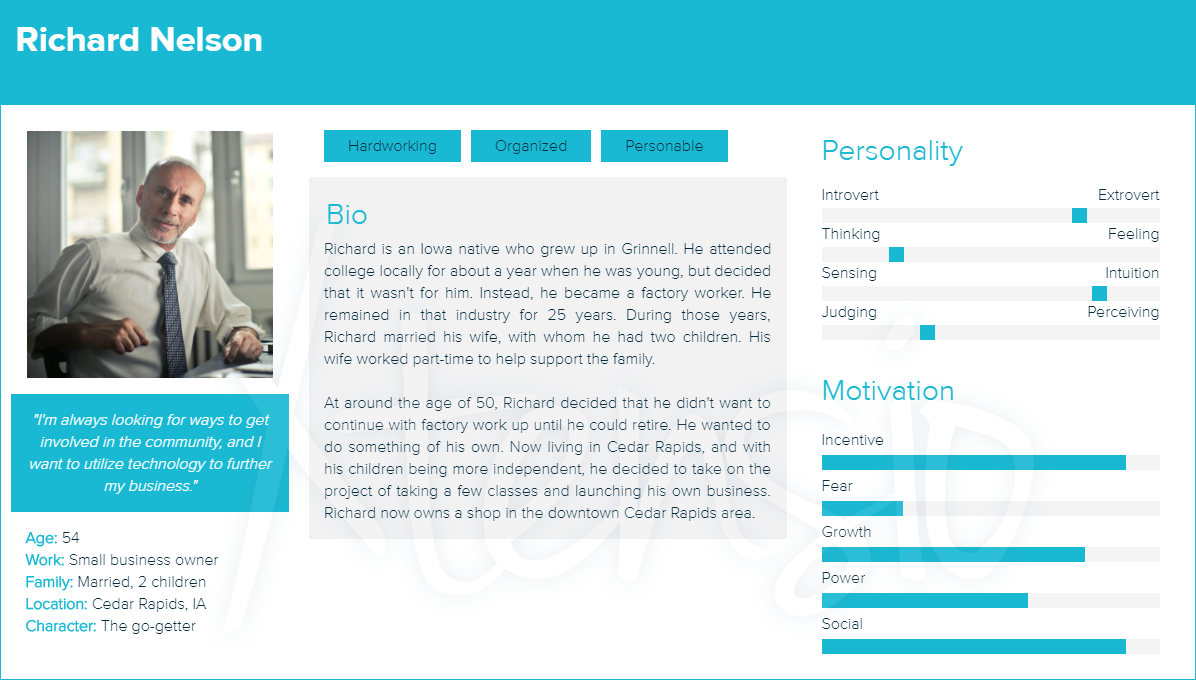 Richard Nelson
Hardworking
Organized
Personable
"I'm always looking for ways to get
involved in the community, and I
want to utilize technology to further
my business."
Age: 54
Work: Small business owner
Family: Married, 2 children
Location: Cedar Rapids, IA
Character: The go-getter
Bio
Richard is an Iowa native who grew up in Grinnell. He attended
college locally for about a year when he was young, but decided
that it wasn't for him. Instead, he became a factory worker. He
remained in that industry for 25 years. During those years,
Richard married his wife, with whom he had two children. His
wife worked part-time to help support the family.
At around the age of 50, Richard decided that he didn't want to
continue with factory work up until he could retire. He wanted to
do something of his own. Now living in Cedar Rapids, and with
his children being more independent, he decided to take on the
project of taking a few classes and launching his own business.
Richard now owns a shop in the downtown Cedar Rapids area.
Personality
Introvert Extrovert
Thinking Feeling
Sensing Intuition
Judging Perceiving
Motivation
Incentive
Fear
Growth
Power
Social
Xtensio